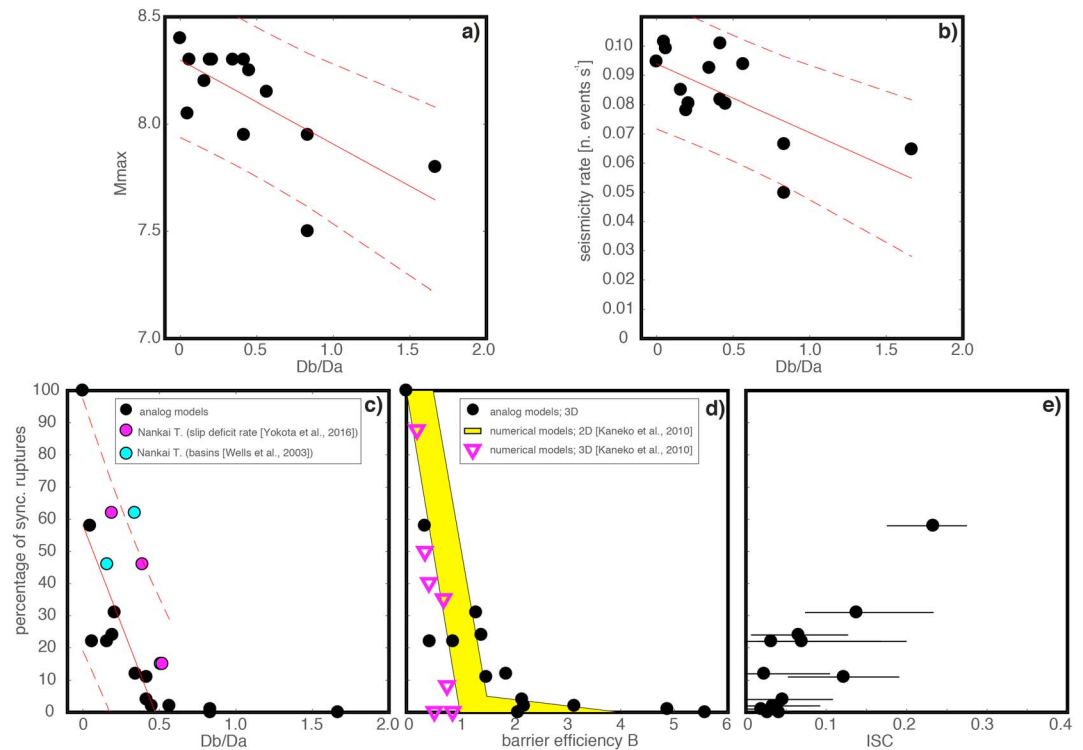 8.5
8.0
7.5
7.0
Mmax
0
0.5
1.0
1.5
2.0
Db/Da
a)
0.10
0.09
0.08
0.07
0.06
0.05
0.04
0.03
0.02
0.01
0
seismicity rate [n. events s⁻¹]
0
0.5
1.0
1.5
2.0
Db/Da
b)
100
90
80
70
60
50
40
30
20
10
0
percentage of sync. ruptures
c)
analog models
Nankai T. (slip deficit rate [Yokota et al., 2016])
Nankai T. (basins [Wells et al., 2003])
0
0.5
1.0
1.5
2
Db/Da
d)
analog models; 3D
numerical models; 2D [Kaneko et al., 2010]
numerical models; 3D [Kaneko et al., 2010]
0
1
2
3
4
5
6
barrier efficiency B
e)
0
0.1
0.2
0.3
0.4
ISC